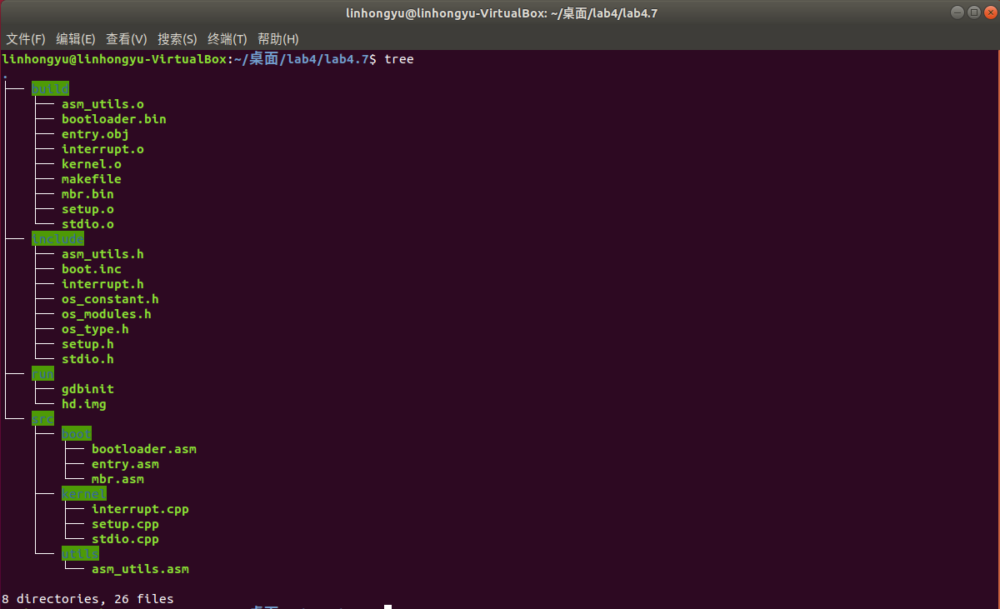 linhongyu@linhongyu-VirtualBox: ~/桌面/lab4/lab4.7
文件(F) 编辑(E) 查看(V) 搜索(S) 终端(T) 帮助(H)
linhongyu@linhongyu-VirtualBox:~/桌面/lab4/lab4.7$ tree
.
├── build
│   ├── asm_utils.o
│   ├── bootloader.bin
│   ├── entry.obj
│   ├── interrupt.o
│   ├── kernel.o
│   ├── makefile
│   ├── mbr.bin
│   ├── setup.o
│   └── stdio.o
├── include
│   ├── asm_utils.h
│   ├── boot.inc
│   ├── interrupt.h
│   ├── os_constant.h
│   ├── os_modules.h
│   ├── os_type.h
│   ├── setup.h
│   └── stdio.h
├── run
│   ├── gdbinit
│   └── hd.img
└── src
    ├── boot
    │   ├── bootloader.asm
    │   ├── entry.asm
    │   └── mbr.asm
    ├── kernel
    │   ├── interrupt.cpp
    │   ├── setup.cpp
    │   └── stdio.cpp
    └── utils
        └── asm_utils.asm
8 directories, 26 files